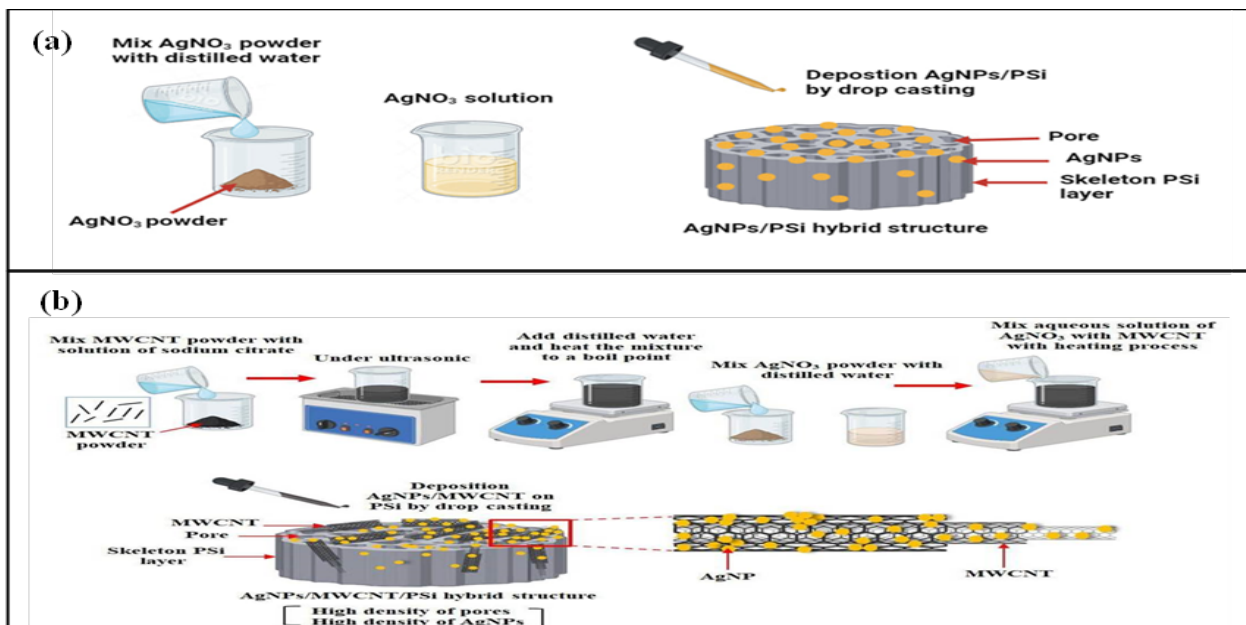 (a)
Mix AgNO₃ powder
with distilled water
AgNO₃ powder
AgNO₃ solution
Depostion AgNPs/PSi
by drop casting
Pore
AgNPs
Skeleton PSi
layer
AgNPs/PSi hybrid structure
(b)
Mix MWCNT powder with
solution of sodium citrate
MWCNT
powder
Under ultrasonic
Add distilled water
and heat the mixture
to a boil point
Mix AgNO₃ powder with
distilled water
Mix aqueous solution of
AgNO₃ with MWCNT
with heating process
Deposition
AgNPs/MWCNT on
PSi by drop casting
MWCNT
Pore
Skeleton PSi
layer
AgNPs/MWCNT/PSi hybrid structure
High density of pores
High density of AgNPs
AgNP
MWCNT